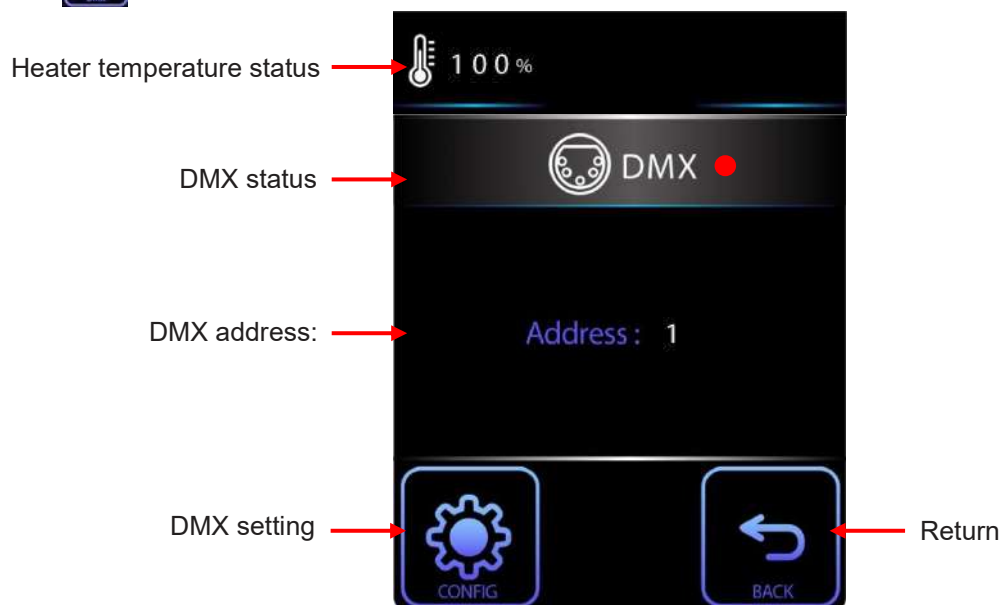 Heater temperature status
100%
DMX status
DMX
DMX address:
Address: 1
DMX setting
CONFIG
BACK
Return